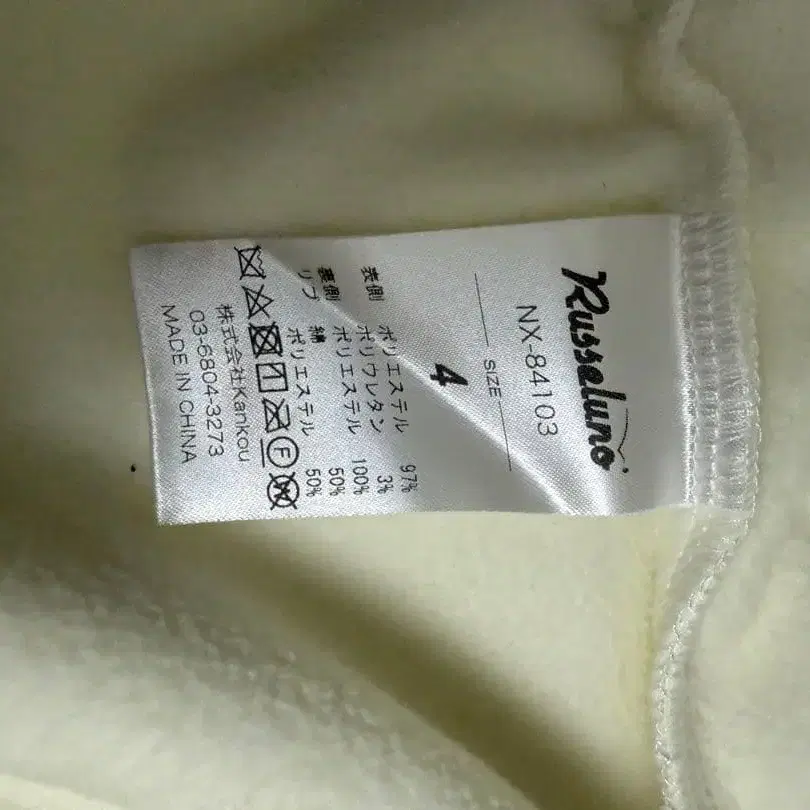 Russeluno
NX-84103
SIZE
4
表側 ポリエステル 97%
ポリウレタン 3%
裏側 ポリエステル 100%
リブ 綿 50%
ポリエステル 50%
F
W
株式会社Kankou
03-6804-3273
MADE IN CHINA